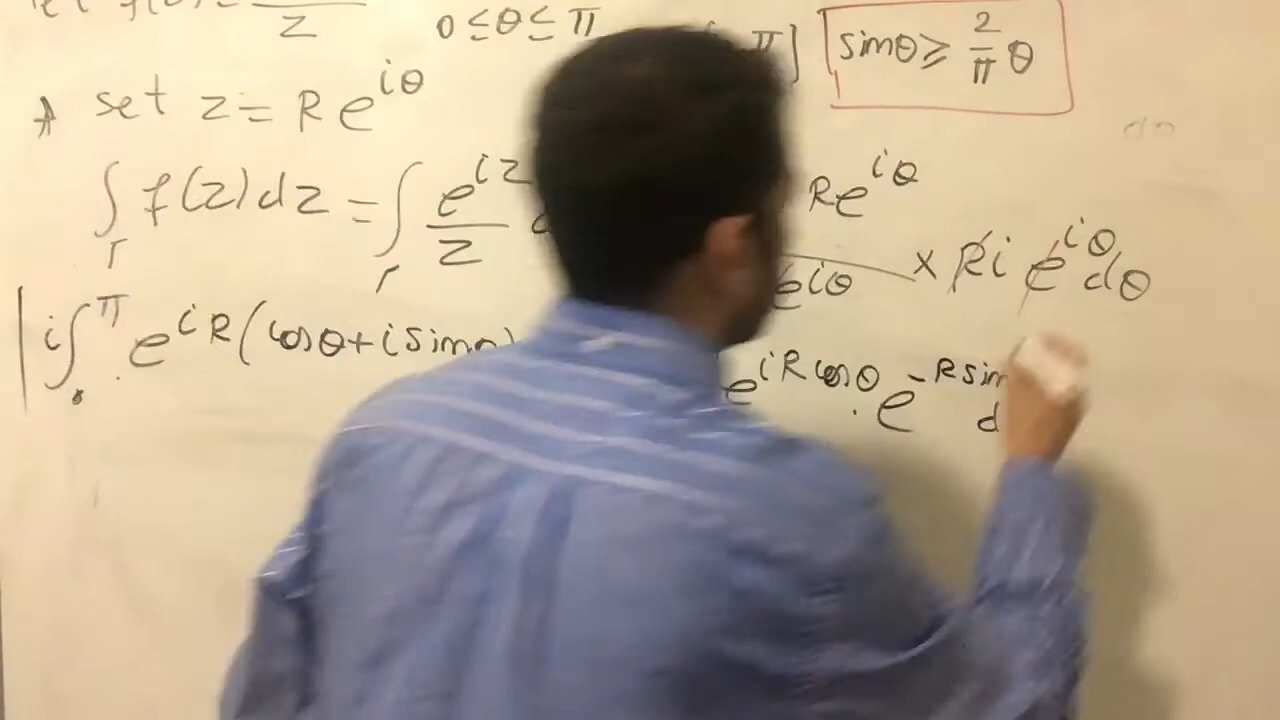 let f(z) = ― / z 0 ≤ θ ≤ π π] sinθ ≥ 2/π θ
* set z = Re^{iθ}
∫_Γ f(z)dz = ∫_Γ e^{iz}/z Re^{iθ} / e^{iθ} × Ri e^{iθ} dθ
|i∫_0^π e^{iR(cosθ+isinθ)} e^{iRcosθ} . e^{-Rsin} d